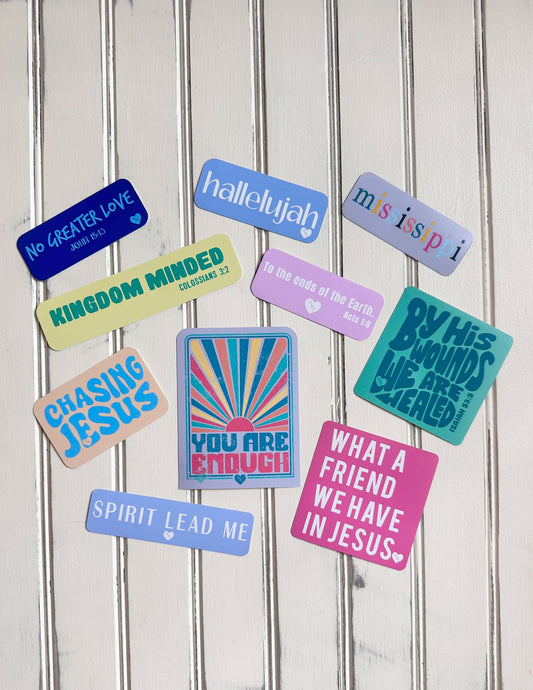 hallelujah
mississippi
NO GREATER LOVE
JOHN 15:13
KINGDOM MINDED
COLOSSIANS 3:2
To the ends of the Earth.
Acts 1:8
BY HIS
WOUNDS
WE ARE
HEALED
ISAIAH 53:5
CHASING
JESUS
YOU ARE
ENOUGH
WHAT A
FRIEND
WE HAVE
IN JESUS
SPIRIT LEAD ME